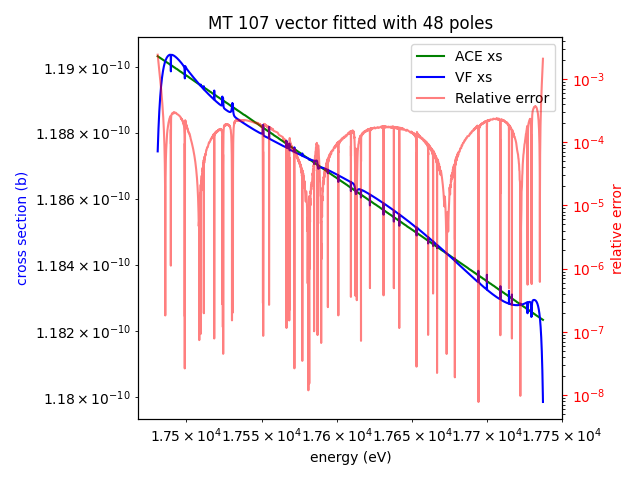 MT 107 vector fitted with 48 poles
ACE xs
VF xs
Relative error
1.19 × 10⁻¹⁰
1.188 × 10⁻¹⁰
1.186 × 10⁻¹⁰
1.184 × 10⁻¹⁰
1.182 × 10⁻¹⁰
1.18 × 10⁻¹⁰
cross section (b)
10⁻³
10⁻⁴
10⁻⁵
10⁻⁶
10⁻⁷
10⁻⁸
relative error
1.75 × 10⁴ 1.755 × 10⁴ 1.76 × 10⁴ 1.765 × 10⁴ 1.77 × 10⁴ 1.775 × 10⁴
energy (eV)